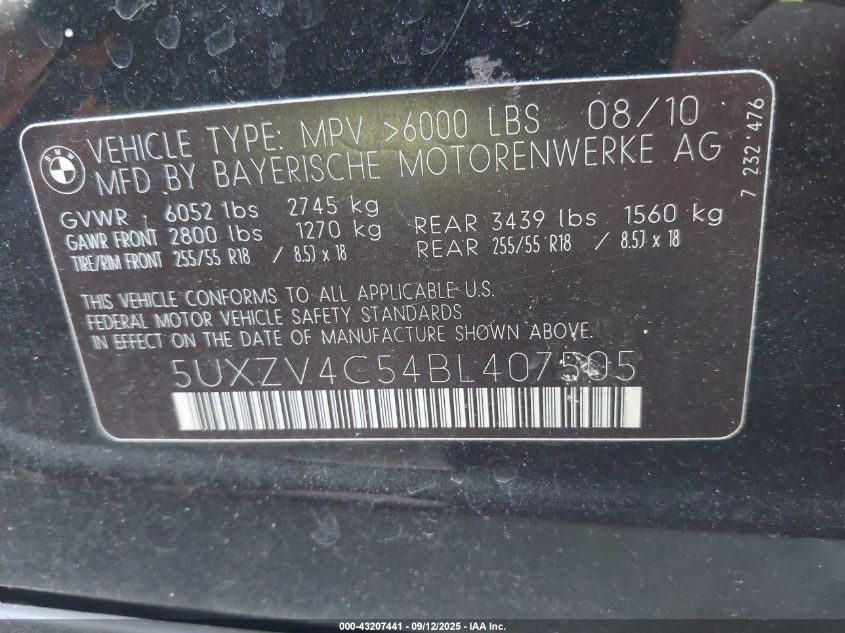 BMW
VEHICLE TYPE: MPV >6000 LBS 08/10
MFD BY BAYERISCHE MOTORENWERKE AG
GVWR 6052 lbs 2745 kg
GAWR FRONT 2800 lbs 1270 kg REAR 3439 lbs 1560 kg
TIRE/RIM FRONT 255/55 R18 / 8.5J x 18 REAR 255/55 R18 / 8.5J x 18
THIS VEHICLE CONFORMS TO ALL APPLICABLE U.S.
FEDERAL MOTOR VEHICLE SAFETY STANDARDS
IN EFFECT ON THE DATE OF MANUFACTURE SHOWN ABOVE.
5UXZV4C54BL407505
7 232 476
000-43207441 - 09/12/2025 - IAA Inc.